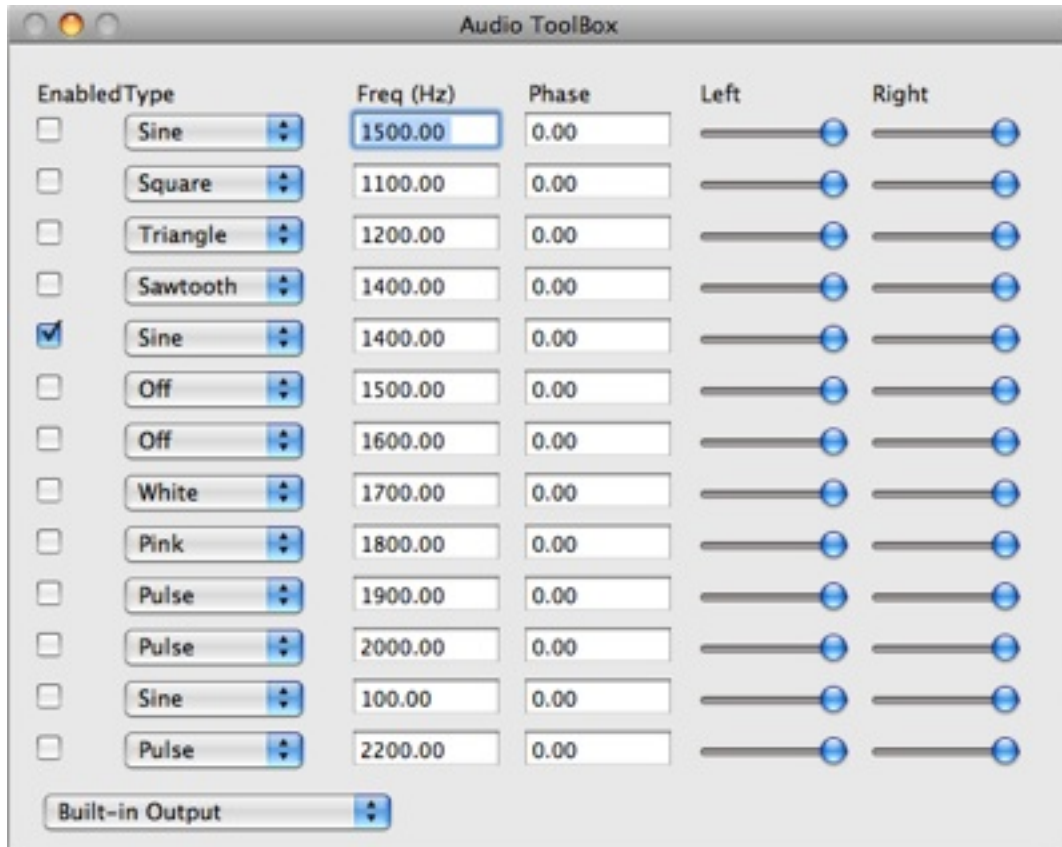 Audio ToolBox
EnabledType Freq (Hz) Phase Left Right
Sine 1500.00 0.00
Square 1100.00 0.00
Triangle 1200.00 0.00
Sawtooth 1400.00 0.00
Sine 1400.00 0.00
Off 1500.00 0.00
Off 1600.00 0.00
White 1700.00 0.00
Pink 1800.00 0.00
Pulse 1900.00 0.00
Pulse 2000.00 0.00
Sine 100.00 0.00
Pulse 2200.00 0.00
Built-in Output